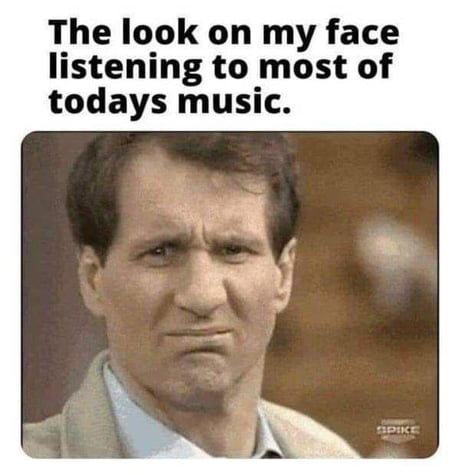 The look on my face
listening to most of
todays music.
SPIKE